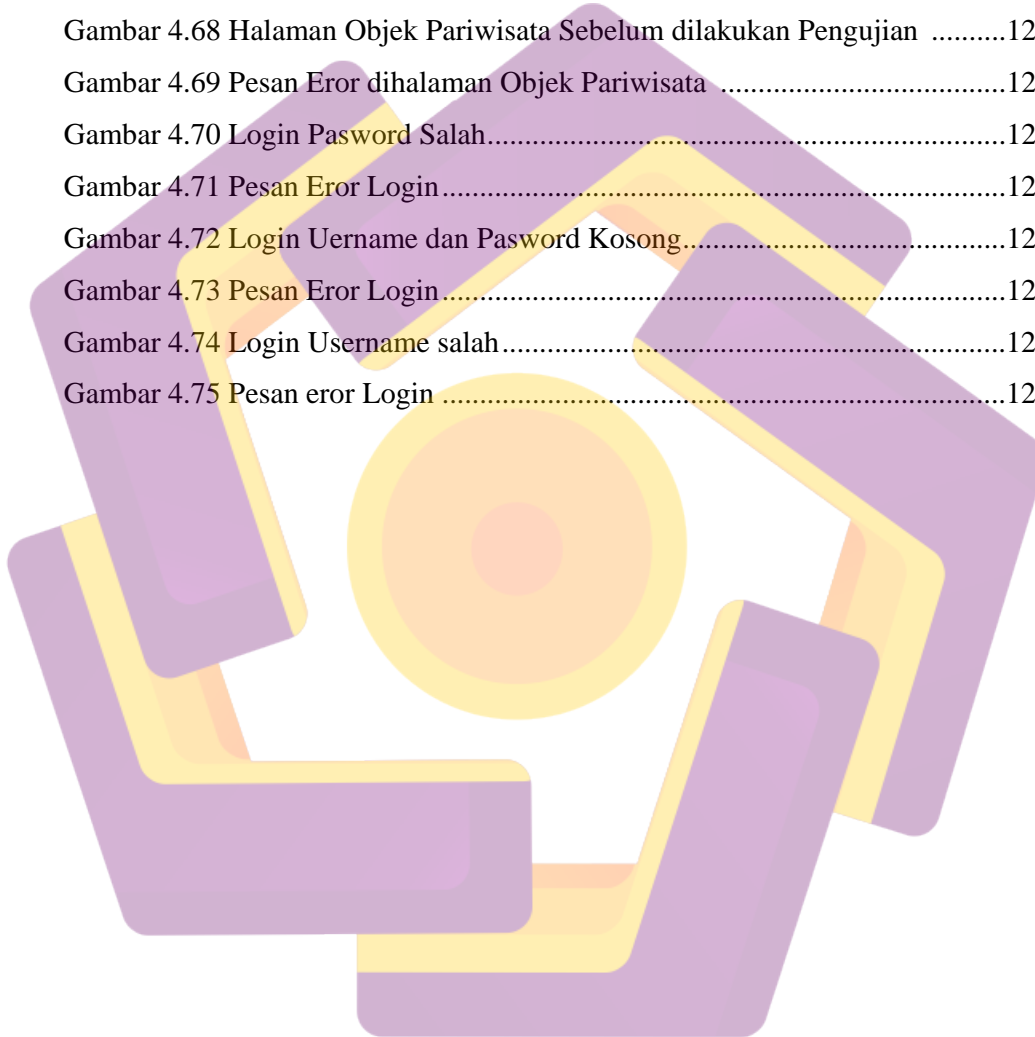 Gambar 4.68 Halaman Objek Pariwisata Sebelum dilakukan Pengujian ..........12
Gambar 4.69 Pesan Eror dihalaman Objek Pariwisata ........................................12
Gambar 4.70 Login Pasword Salah.........................................................................12
Gambar 4.71 Pesan Eror Login................................................................................12
Gambar 4.72 Login Uername dan Pasword Kosong.............................................12
Gambar 4.73 Pesan Eror Login................................................................................12
Gambar 4.74 Login Username salah.......................................................................12
Gambar 4.75 Pesan eror Login ................................................................................12